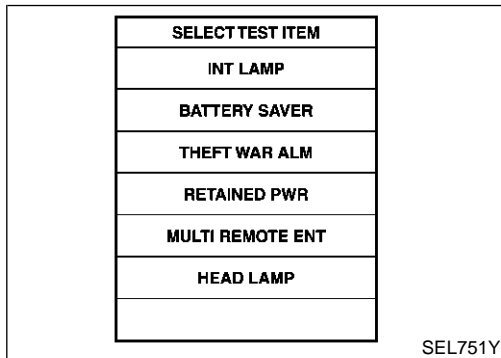 SELECT TEST ITEM
INT LAMP
BATTERY SAVER
THEFT WAR ALM
RETAINED PWR
MULTI REMOTE ENT
HEAD LAMP
SEL751Y